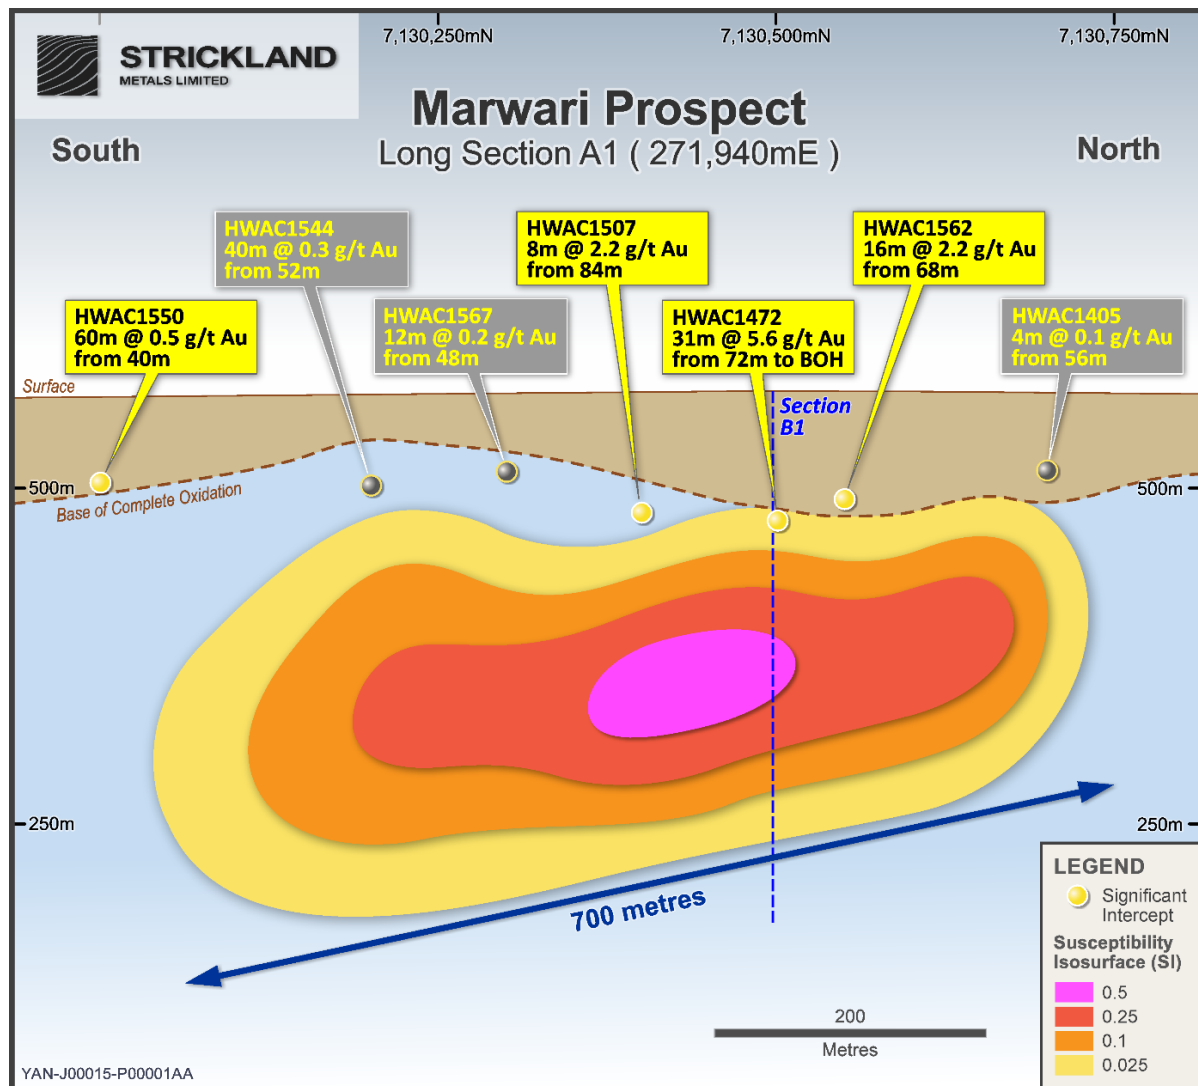 7,130,250mN
7,130,500mN
7,130,750mN
STRICKLAND
METALS LIMITED
Marwari Prospect
Long Section A1 ( 271,940mE )
South
North
HWAC1544
40m @ 0.3 g/t Au
from 52m
HWAC1507
8m @ 2.2 g/t Au
from 84m
HWAC1562
16m @ 2.2 g/t Au
from 68m
HWAC1550
60m @ 0.5 g/t Au
from 40m
HWAC1567
12m @ 0.2 g/t Au
from 48m
HWAC1472
31m @ 5.6 g/t Au
from 72m to BOH
HWAC1405
4m @ 0.1 g/t Au
from 56m
Surface
Section
B1
500m
Base of Complete Oxidation
500m
250m
250m
700 metres
LEGEND
Significant
Intercept
Susceptibility
Isosurface (SI)
0.5
0.25
0.1
0.025
200
Metres
YAN-J00015-P00001AA